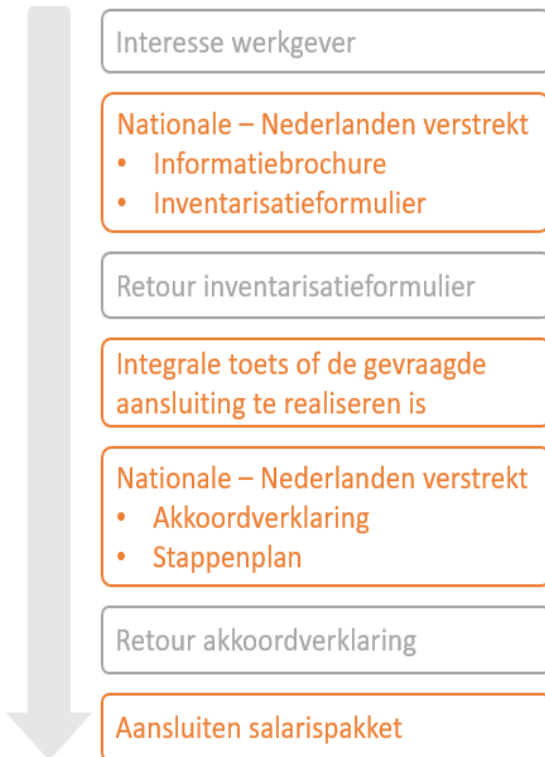 Interesse werkgever
Nationale – Nederlanden verstrekt
• Informatiebrochure
• Inventarisatieformulier
Retour inventarisatieformulier
Integrale toets of de gevraagde
aansluiting te realiseren is
Nationale – Nederlanden verstrekt
• Akkoordverklaring
• Stappenplan
Retour akkoordverklaring
Aansluiten salarispakket